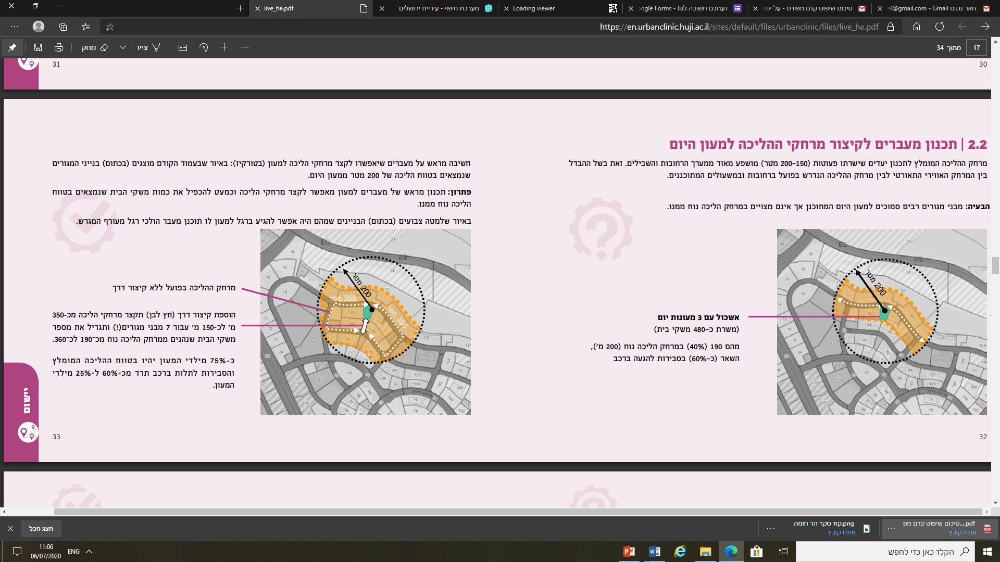 live_he.pdf
מערכת מיפוי - עיריית ירושלים
Loading viewer
דעתכם חשובה לנו! - Google Forms
סיכום שיפוט קדם מפורט - על
דואר נכנס - el@gmail.com - Gmail
https://en.urbanclinic.huji.ac.il/sites/default/files/urbanclinic/files/live_he.pdf
17 מתוך 34
צייר
מחק
30
31
2.2 | תכנון מעברים לקיצור מרחקי ההליכה למעון היום
מרחק ההליכה המומלץ לתכנון יעדים שישרתו פעוטות (150–200 מטר) מושפע מאוד ממערך הרחובות והשבילים. זאת בשל ההבדל
בין המרחק האווירי התאורטי לבין מרחק ההליכה הנדרש בפועל ברחובות ובמשעולים המתוכננים.
הבעיה: מבני מגורים רבים סמוכים למעון היום המתוכנן אך אינם מצויים במרחק הליכה נוח ממנו.
200 מטר
אשכול עם 3 מעונות יום
(משרת כ–480 משקי בית)
מהם 190 (40%) במרחק הליכה נוח (200 מ'),
השאר (כ–60%) בסבירות להגעה ברכב
32
חשיבה מראש על מעברים שיאפשרו לקצר מרחקי הליכה למעון (בטורקיז): באיור שבעמוד הקודם מוצגים (בכתום) בנייני המגורים
שנמצאים בטווח הליכה של 200 מטר ממעון היום.
פתרון: תכנון מראש של מעברים למעון מאפשר לקצר מרחקי הליכה וכמעט להכפיל את כמות משקי הבית שנמצאים בטווח
הליכה נוח ממנו.
באיור שלמטה צבועים (בכתום) הבניינים שמהם היה אפשר להגיע ברגל למעון לו תוכנן מעבר הולכי רגל מעורף המגרש.
200 מטר
350 מטר
390 מטר
מרחק ההליכה בפועל ללא קיצור דרך
הוספת קיצור דרך (חץ לבן) תקצר מרחקי הליכה מכ-350
מ' לכ-150 מ' עבור 7 מבני מגורים(!) ותגדיל את מספר
משקי הבית שנהנים ממרחק הליכה נוח מכ־190 לכ־360.
כ-75% מילדי המעון יהיו בטווח ההליכה המומלץ
והסבירות לתלות ברכב תרד מכ-60% ל-25% מילדי
המעון.
יישום
33
סיכום שיפוט קדם מפ....pdf
פתח קובץ
קוד סקר הר חומה.png
פתח קובץ
הצג הכל
הקלד כאן כדי לחפש
ENG
11:06
06/07/2020